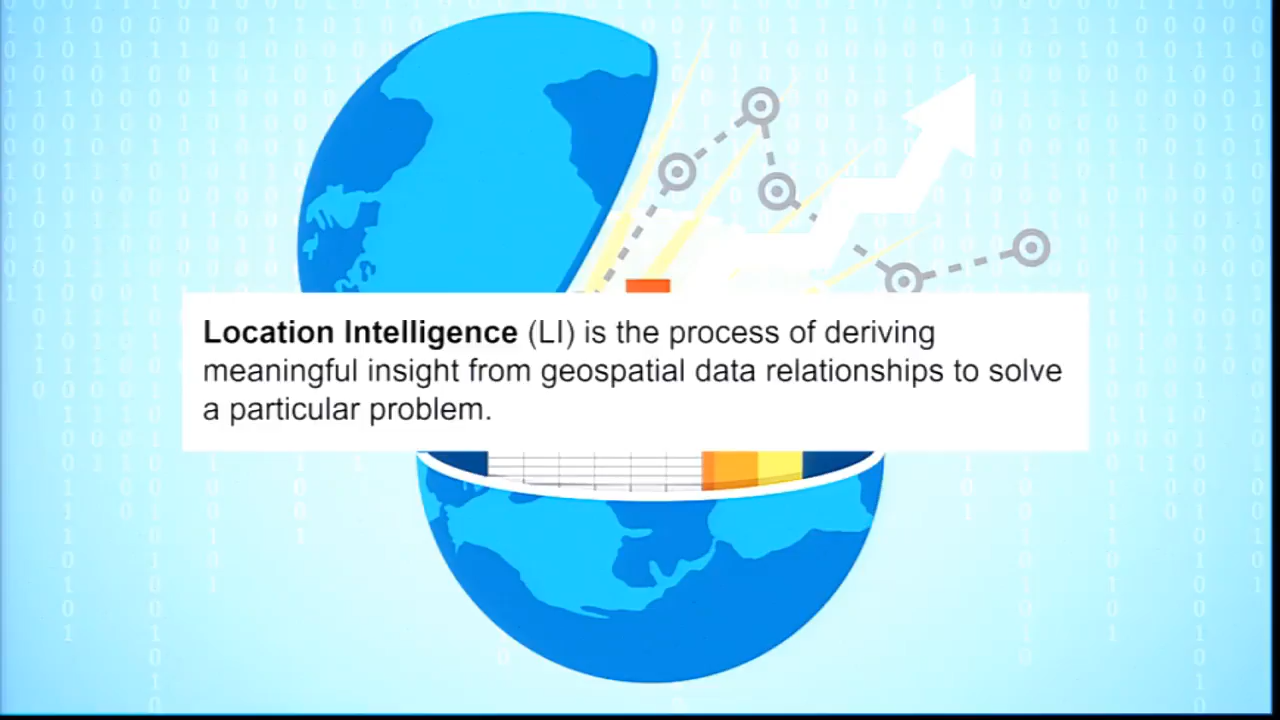 Location Intelligence (LI) is the process of deriving
meaningful insight from geospatial data relationships to solve
a particular problem.